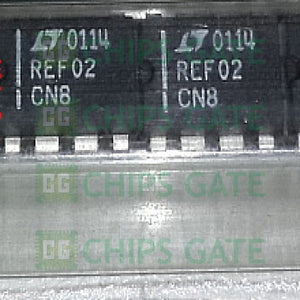 0114
REF02
CN8
0114
REF02
CN8
CHIPS GATE
CHIPS GATE
CHIPS GATE